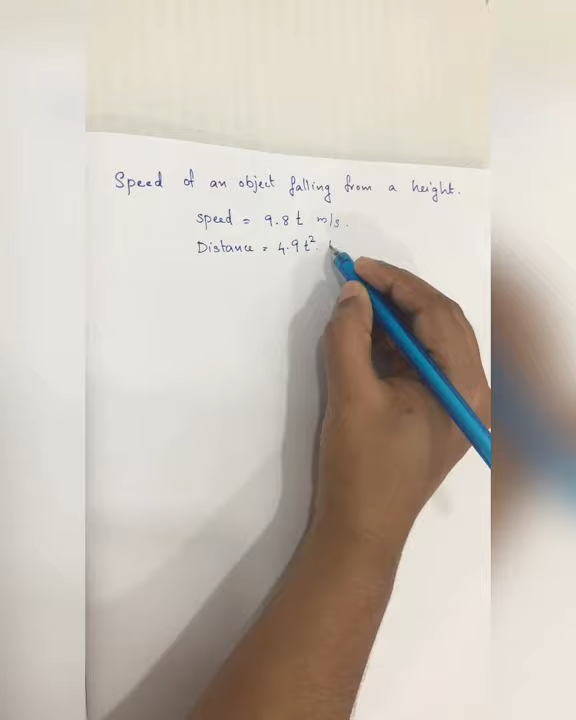 Speed of an object falling from a height.
Speed = 9.8 t m/s.
Distance = 4.9 t².